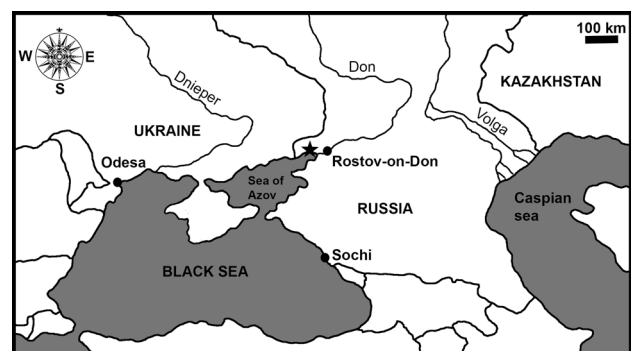 100 km
W E
S
Dnieper
Don
KAZAKHSTAN
Volga
UKRAINE
Odesa
Rostov-on-Don
Sea of
Azov
RUSSIA
Caspian
sea
Sochi
BLACK SEA